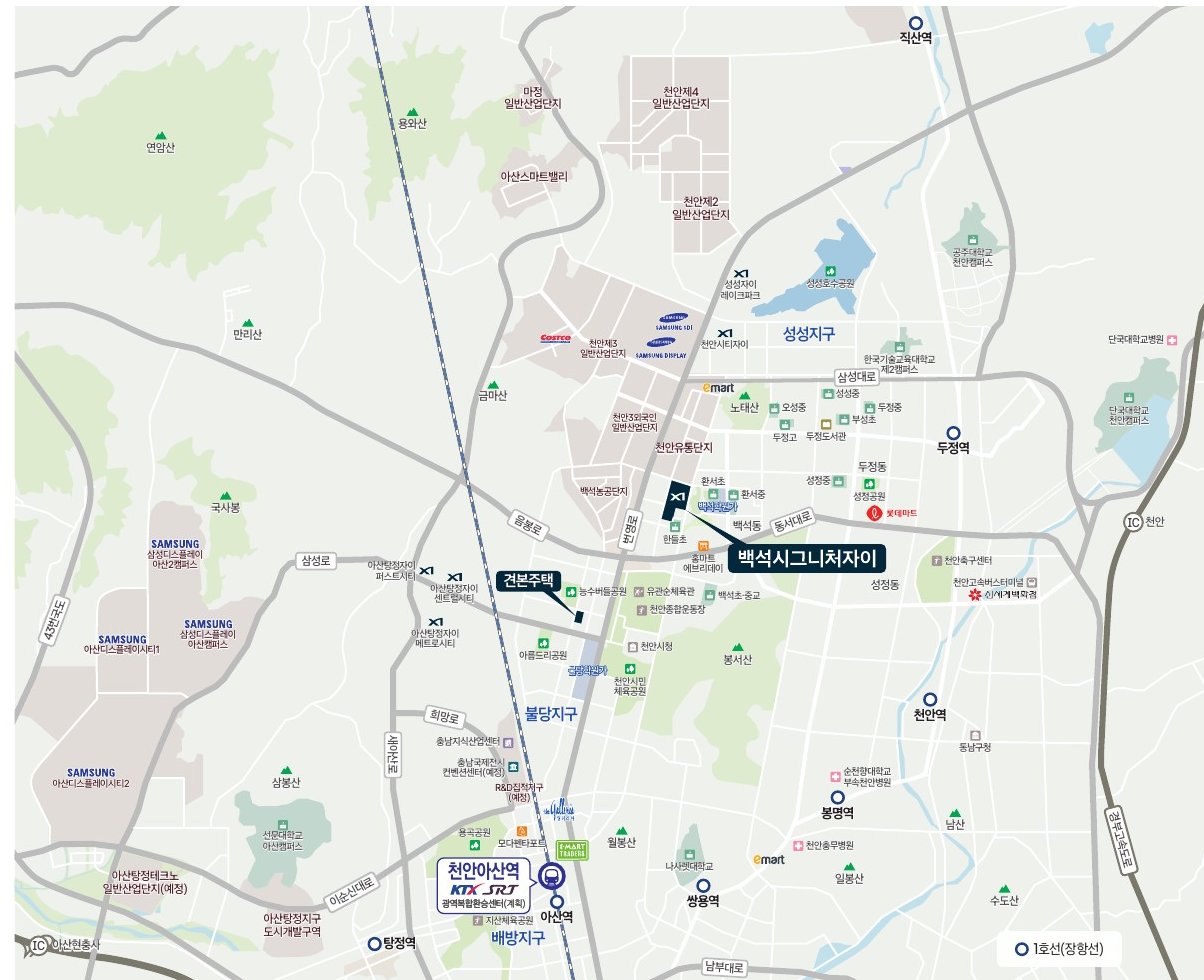 직산역
마정
일반산업단지
천안제4
일반산업단지
용와산
연암산
아산스마트밸리
천안제2
일반산업단지
공주대학교
천안캠퍼스
X1
성성자이
레이크파크
성성호수공원
만리산
SAMSUNG
SAMSUNG SDI
COSTCO
천안제3
일반산업단지
SAMSUNG
SAMSUNG DISPLAY
X1
천안시티자이
성성지구
한국기술교육대학교
제2캠퍼스
단국대학교병원
삼성대로
금마산
emart
노태산
성성중
오성중
두정중
부성초
두정고
두정도서관
단국대학교
천안캠퍼스
천안3외국인
일반산업단지
천안유통단지
두정역
두정동
백석농공단지
X1
환서초
환서중
백석학원가
성정중
성정공원
국사봉
음봉로
번영로
한들초
백석동
동서대로
롯데마트
IC 천안
SAMSUNG
삼성디스플레이
아산2캠퍼스
삼성로
홈마트
에브리데이
백석시그니처자이
천안축구센터
아산탕정자이
퍼스트시티
X1
X1
아산탕정자이
센트럴시티
견본주택
능수버들공원
유관순체육관
백석초·중교
성정동
천안고속버스터미널
신세계백화점
천안종합운동장
43번국도
SAMSUNG
아산디스플레이시티1
SAMSUNG
삼성디스플레이
아산캠퍼스
X1
아산탕정자이
메트로시티
아름드리공원
천안시청
봉서산
불당학원가
천안시민
체육공원
불당지구
천안역
희망로
충남지식산업센터
동남구청
새아산로
충남국제전시
컨벤션센터(예정)
SAMSUNG
아산디스플레이시티2
삼봉산
R&D집적지구
(예정)
순천향대학교
부속천안병원
봉명역
남산
경부고속도로
선문대학교
아산캠퍼스
용곡공원
모다펜타포트
E·MART
TRADERS
월봉산
천안충무병원
emart
나사렛대학교
일봉산
천안아산역
KTX SRT
광역복합환승센터(계획)
아산탕정테크노
일반산업단지(예정)
이순신대로
아산역
쌍용역
수도산
아산탕정지구
도시개발구역
지산체육공원
배방지구
IC 아산현충사
탕정역
1호선(장항선)
남부대로